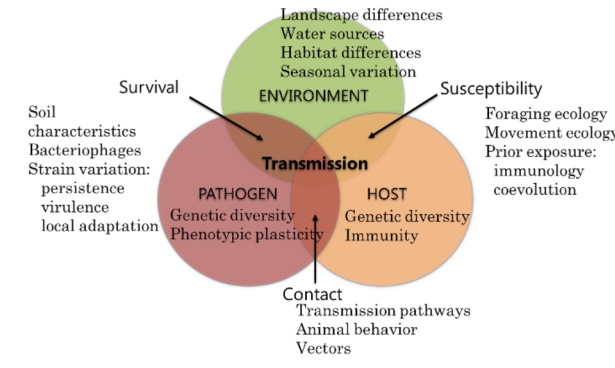 Landscape differences
Water sources
Habitat differences
Seasonal variation
ENVIRONMENT
Survival
Susceptibility
Soil
characteristics
Bacteriophages
Strain variation:
persistence
virulence
local adaptation
Foraging ecology
Movement ecology
Prior exposure:
immunology
coevolution
Transmission
PATHOGEN
Genetic diversity
Phenotypic plasticity
HOST
Genetic diversity
Immunity
Contact
Transmission pathways
Animal behavior
Vectors